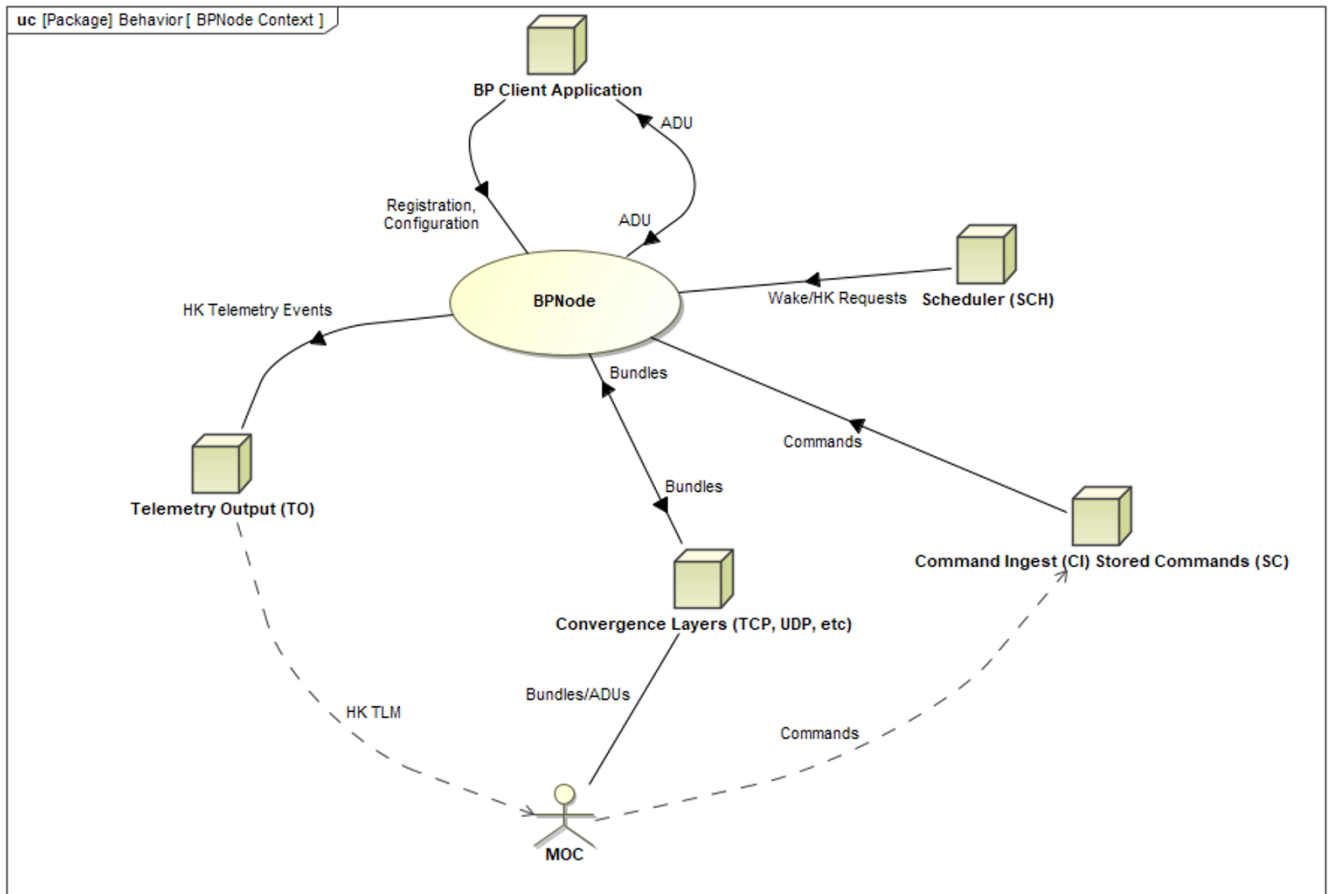 uc [Package] Behavior [ BPNode Context ]
BP Client Application
ADU
Registration,
Configuration
ADU
BPNode
Wake/HK Requests
Scheduler (SCH)
HK Telemetry Events
Bundles
Commands
Bundles
Telemetry Output (TO)
Command Ingest (CI) Stored Commands (SC)
Convergence Layers (TCP, UDP, etc)
Bundles/ADUs
HK TLM
Commands
MOC